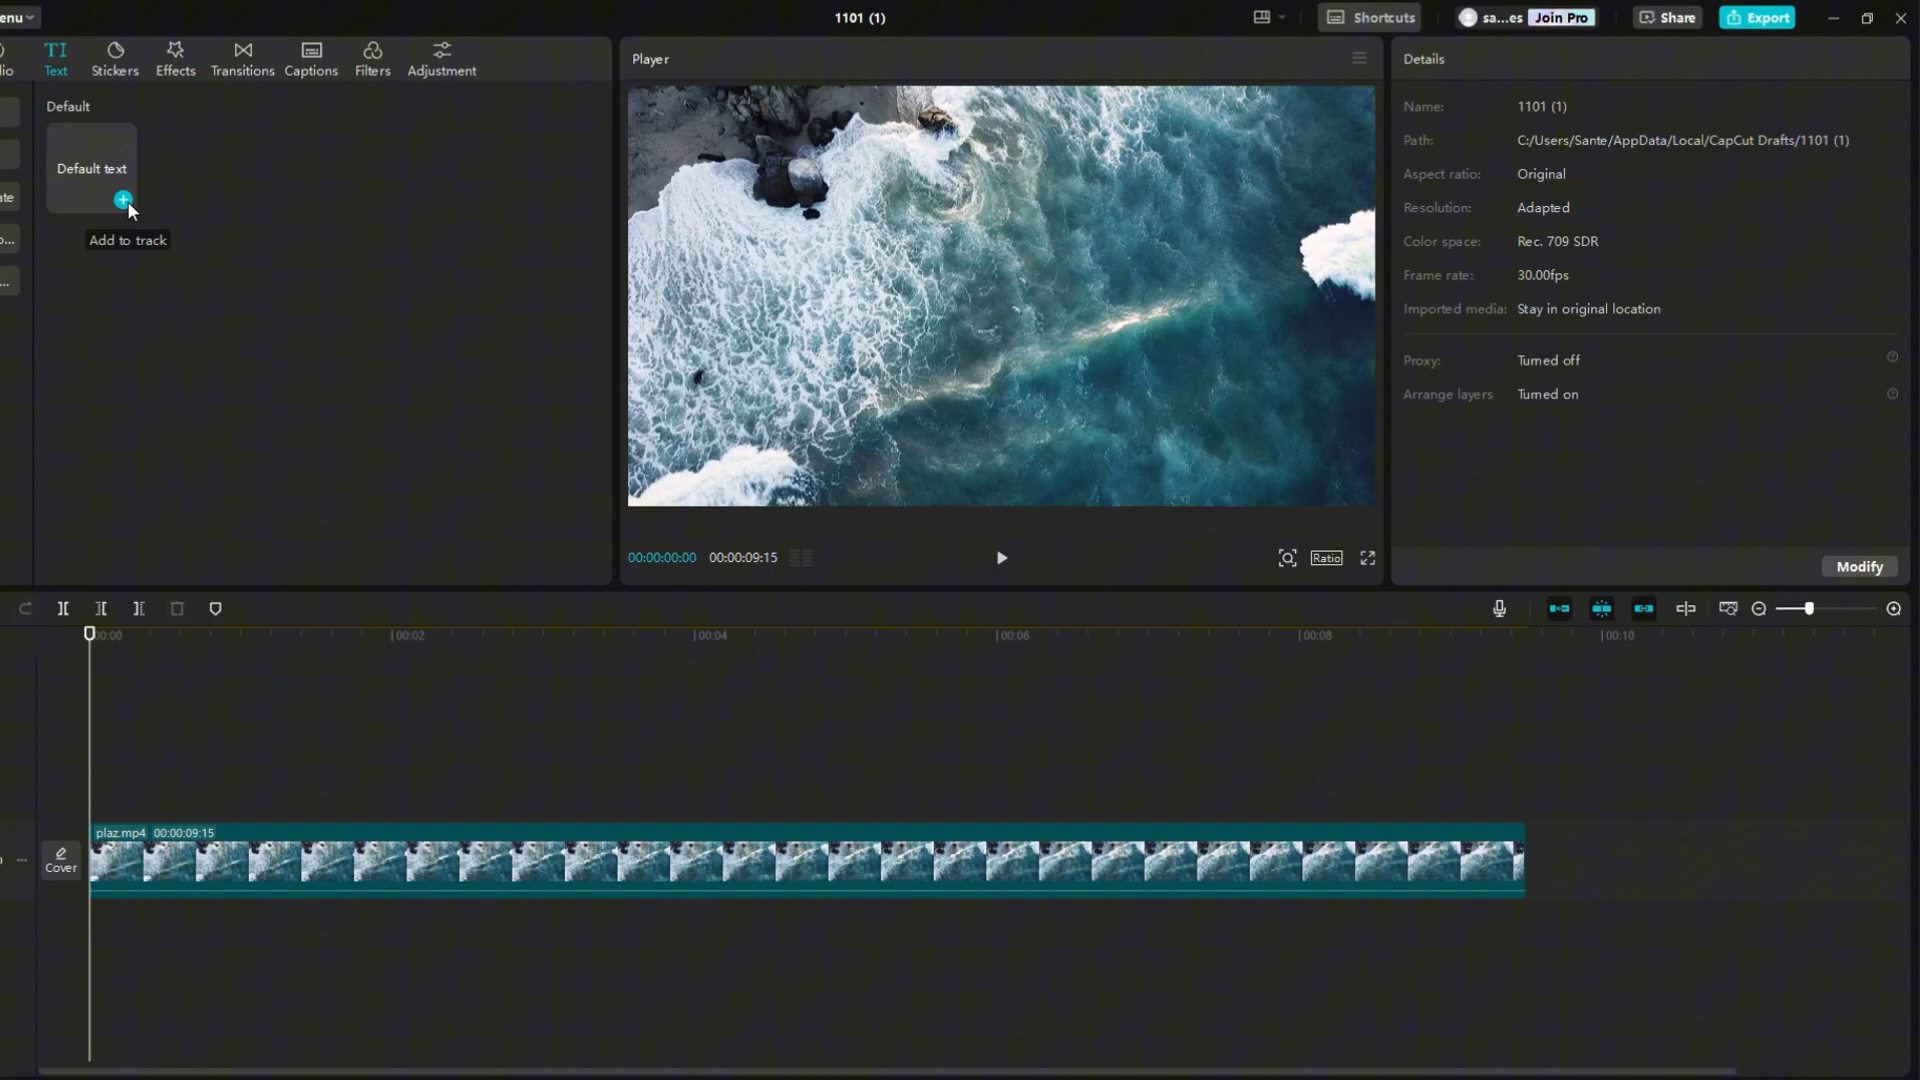 enu
1101 (1)
Shortcuts
sa...es
Join Pro
Share
Export
io
TI
Text
Stickers
Effects
Transitions
Captions
Filters
Adjustment
Default
Default text
Add to track
ate
o...
...
Player
00:00:00:00
00:00:09:15
Ratio
Details
Name: 1101 (1)
Path: C:/Users/Sante/AppData/Local/CapCut Drafts/1101 (1)
Aspect ratio: Original
Resolution: Adapted
Color space: Rec. 709 SDR
Frame rate: 30.00fps
Imported media: Stay in original location
Proxy: Turned off
Arrange layers Turned on
Modify
00:00
00:02
00:04
00:06
00:08
00:10
plaz.mp4 00:00:09:15
Cover